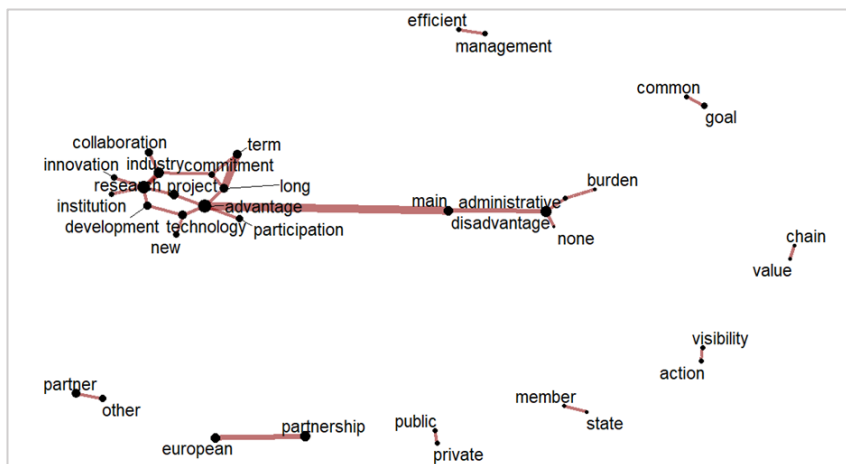 efficient
management
common
goal
collaboration
term
innovation industry commitment
research project long
institution advantage
development technology participation
new
main administrative burden
disadvantage
none
chain
value
visibility
action
partner
other
member
state
public
private
partnership
european